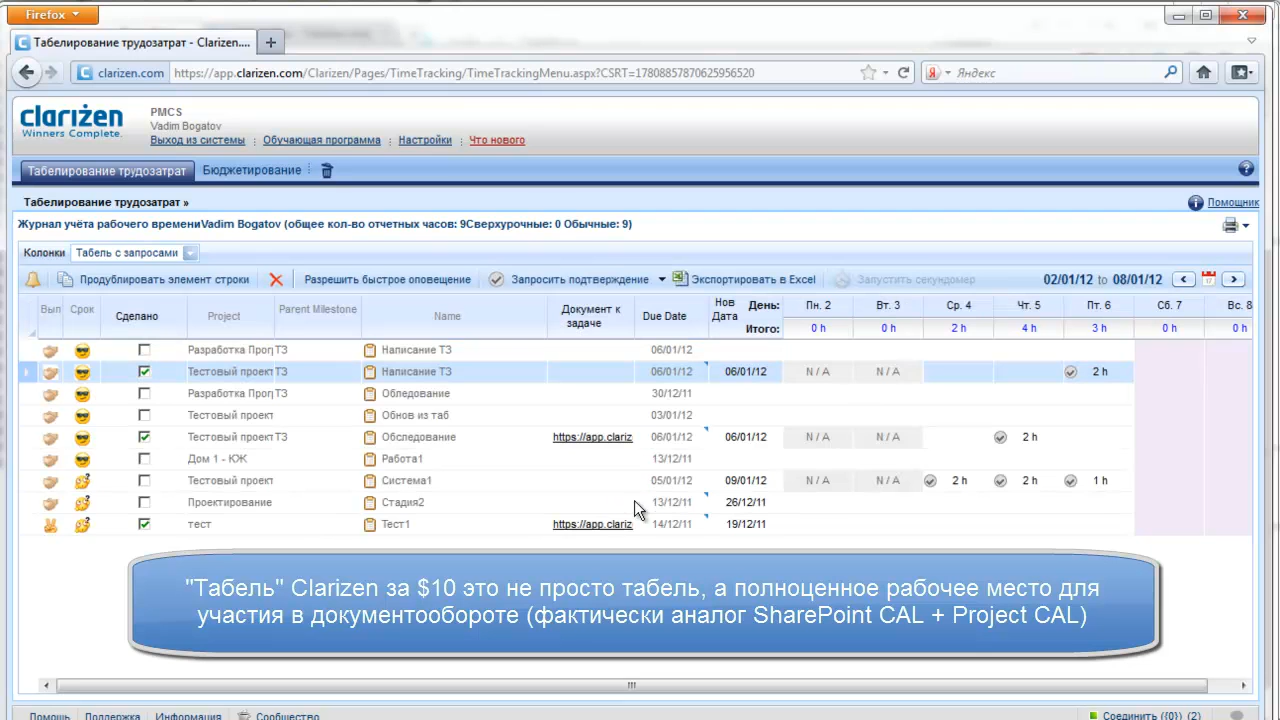 Firefox
Табелирование трудозатрат - Clarizen....
clarizen.com https://app.clarizen.com/Clarizen/Pages/TimeTracking/TimeTrackingMenu.aspx?CSRT=17808857870625956520 Яндекс
clarizen
Winners Complete.
PMCS
Vadim Bogatov
Выход из системы : Обучающая программа : Настройки : Что нового
Табелирование трудозатрат Бюджетирование
Табелирование трудозатрат »
Помощник
Журнал учёта рабочего времениVadim Bogatov (общее кол-во отчетных часов: 9Сверхурочные: 0 Обычные: 9)
Колонки Табель с запросами
Продублировать элемент строки Разрешить быстрое оповещение Запросить подтверждение Экспортировать в Excel Запустить секундомер 02/01/12 to 08/01/12
Вып Срок Сделано Project Parent Milestone Name Документ к задаче Due Date Нов Дата День: Пн. 2 Вт. 3 Ср. 4 Чт. 5 Пт. 6 Сб. 7 Вс. 8
Итого: 0 h 0 h 2 h 4 h 3 h 0 h 0 h
Разработка Прог ТЗ Написание ТЗ 06/01/12
Тестовый проект ТЗ Написание ТЗ 06/01/12 06/01/12 N / A N / A 2 h
Разработка Прог ТЗ Обледование 30/12/11
Тестовый проект Обнов из таб 03/01/12
Тестовый проект ТЗ Обследование https://app.clariz 06/01/12 06/01/12 N / A N / A 2 h
Дом 1 - КЖ Работа1 13/12/11
Тестовый проект Система1 05/01/12 09/01/12 N / A N / A 2 h 2 h 1 h
Проектирование Стадия2 13/12/11 26/12/11
тест Тест1 https://app.clariz 14/12/11 19/12/11
"Табель" Clarizen за $10 это не просто табель, а полноценное рабочее место для
участия в документообороте (фактически аналог SharePoint CAL + Project CAL)
Помощь Поддержка Информация Сообщество Соединить ({0}) (2)